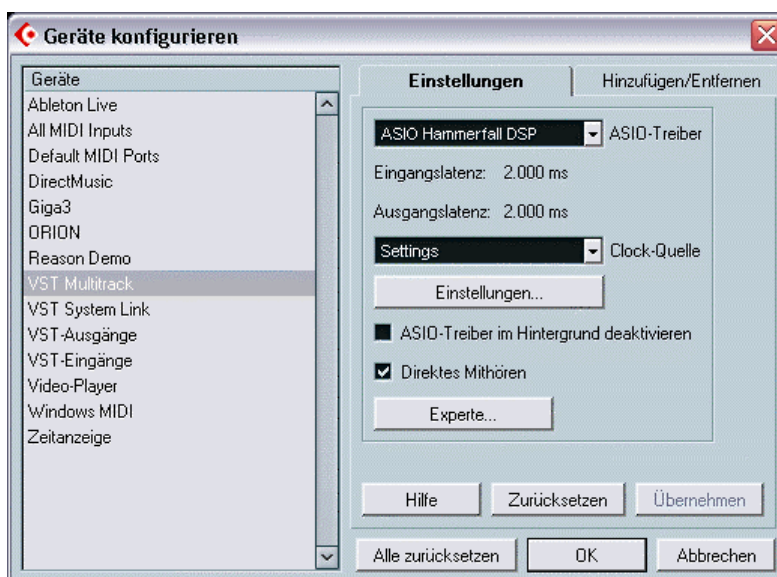 Geräte konfigurieren
Geräte
Ableton Live
All MIDI Inputs
Default MIDI Ports
DirectMusic
Giga3
ORION
Reason Demo
VST Multitrack
VST System Link
VST-Ausgänge
VST-Eingänge
Video-Player
Windows MIDI
Zeitanzeige
Einstellungen
Hinzufügen/Entfernen
ASIO Hammerfall DSP ASIO-Treiber
Eingangslatenz: 2.000 ms
Ausgangslatenz: 2.000 ms
Settings Clock-Quelle
Einstellungen...
ASIO-Treiber im Hintergrund deaktivieren
Direktes Mithören
Experte...
Hilfe Zurücksetzen Übernehmen
Alle zurücksetzen OK Abbrechen